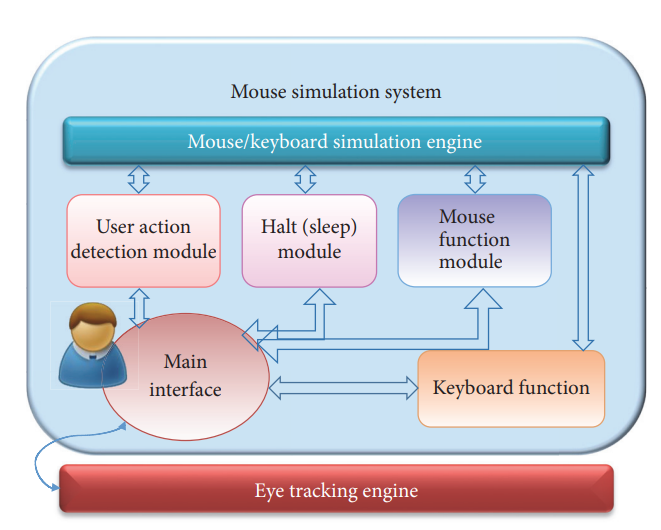 Mouse simulation system
Mouse/keyboard simulation engine
User action
detection module
Halt (sleep)
module
Mouse
function
module
Main
interface
Keyboard function
Eye tracking engine